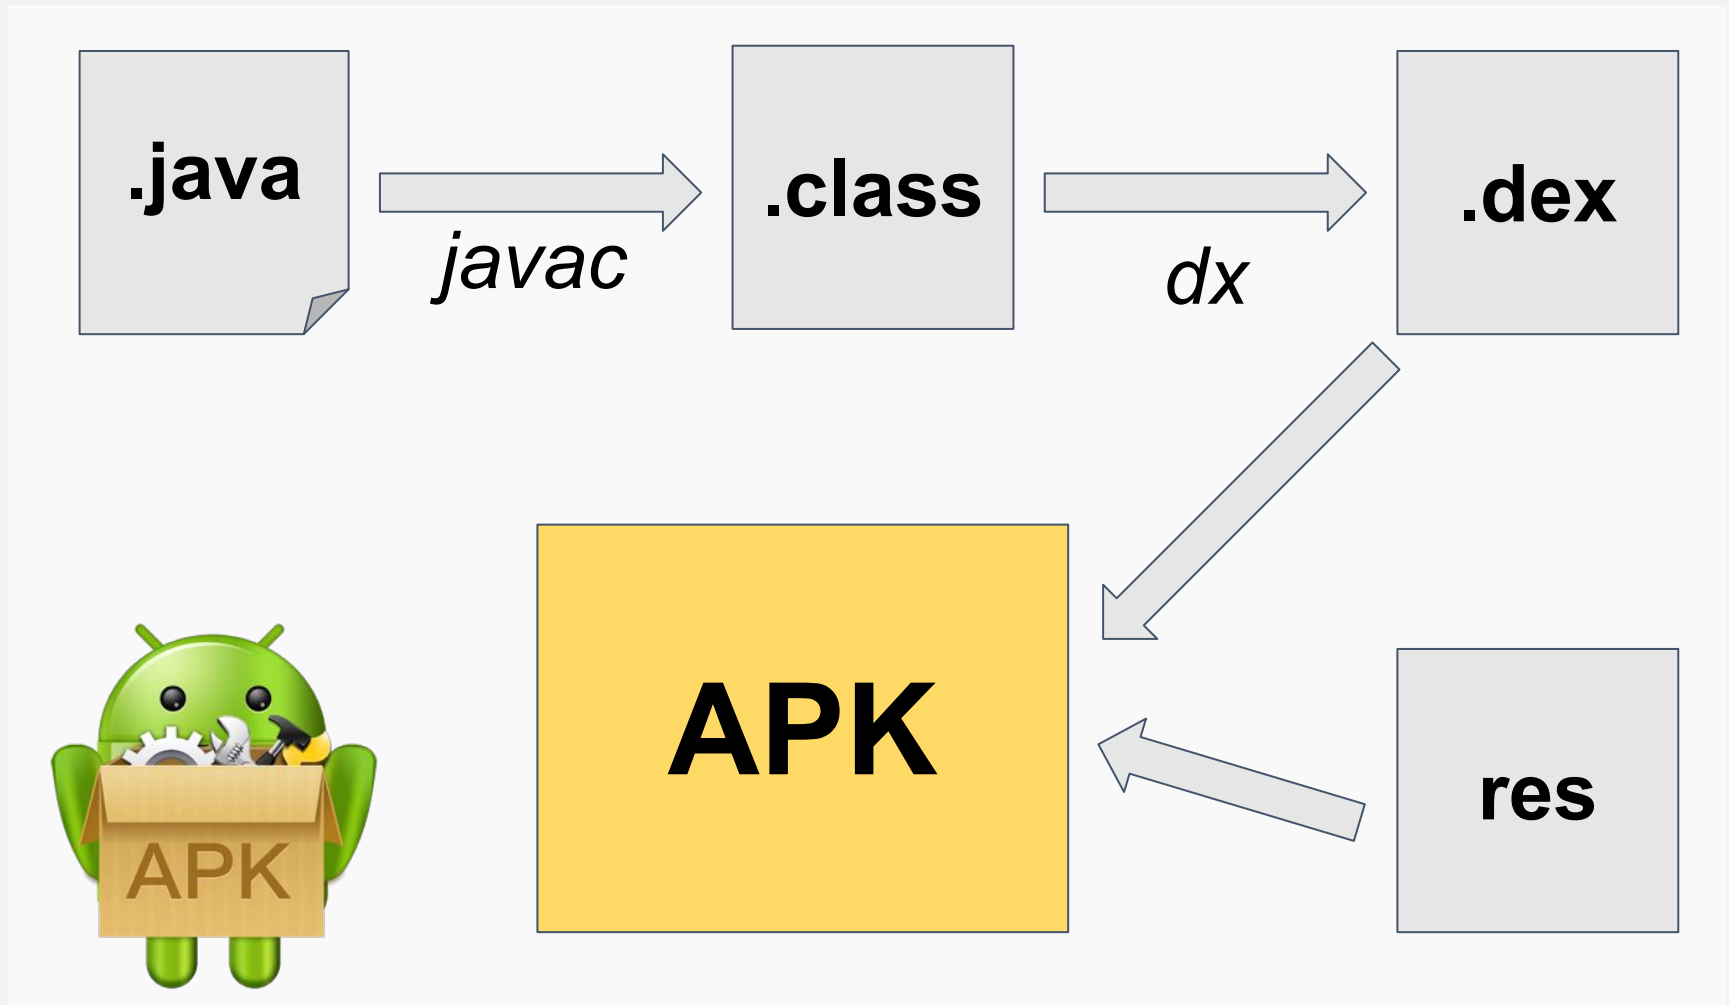 .java
.class
.dex
javac
dx
APK
res
APK